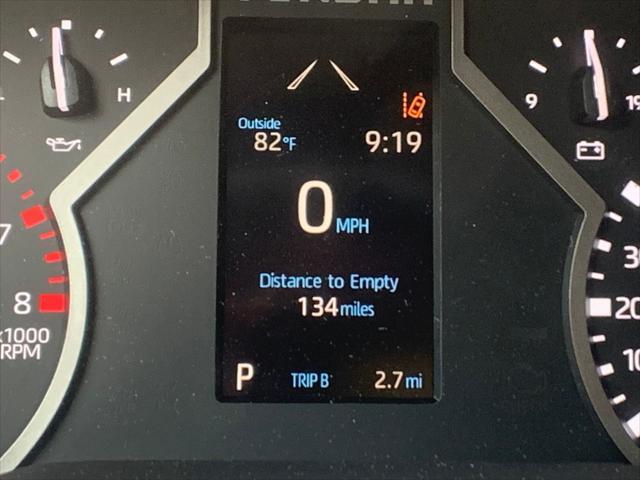 H
Outside
82°F
9:19
9
19
0 MPH
7
8
x1000
RPM
30
20
10
Distance to Empty
134 miles
P
TRIP B
2.7 mi